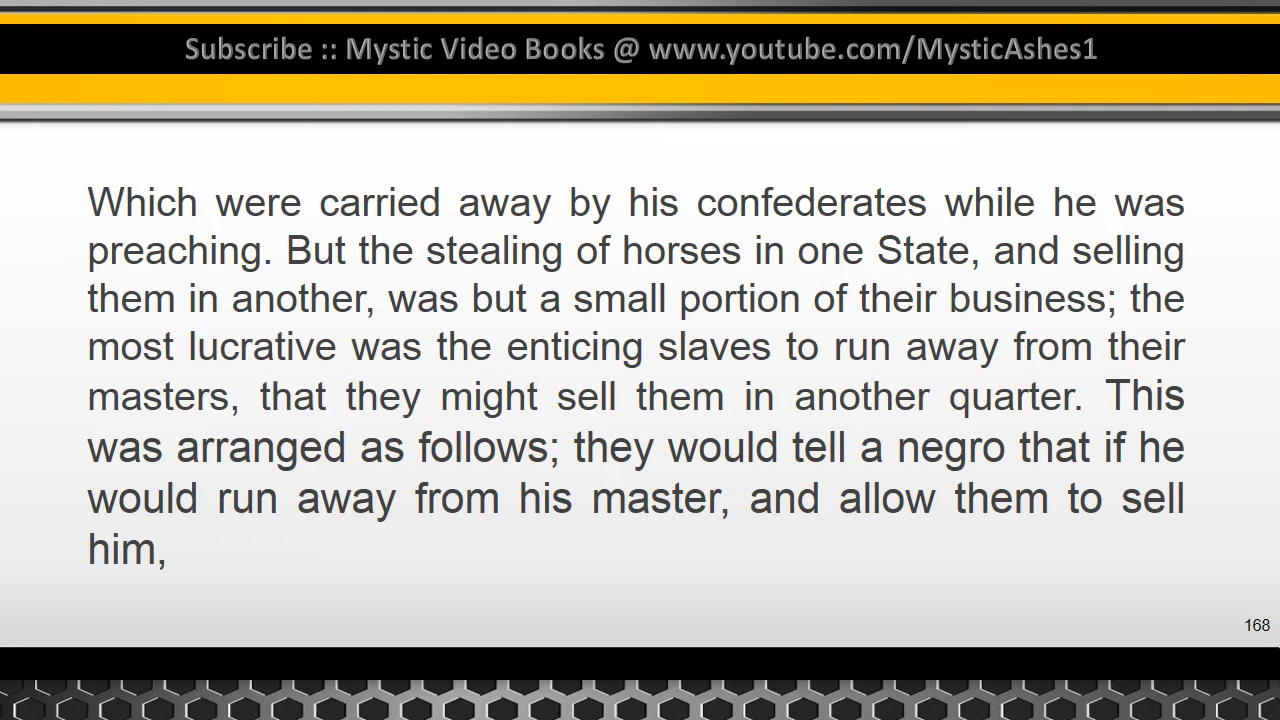 Subscribe :: Mystic Video Books @ www.youtube.com/MysticAshes1
Which were carried away by his confederates while he was
preaching. But the stealing of horses in one State, and selling
them in another, was but a small portion of their business; the
most lucrative was the enticing slaves to run away from their
masters, that they might sell them in another quarter. This
was arranged as follows; they would tell a negro that if he
would run away from his master, and allow them to sell
him,
168